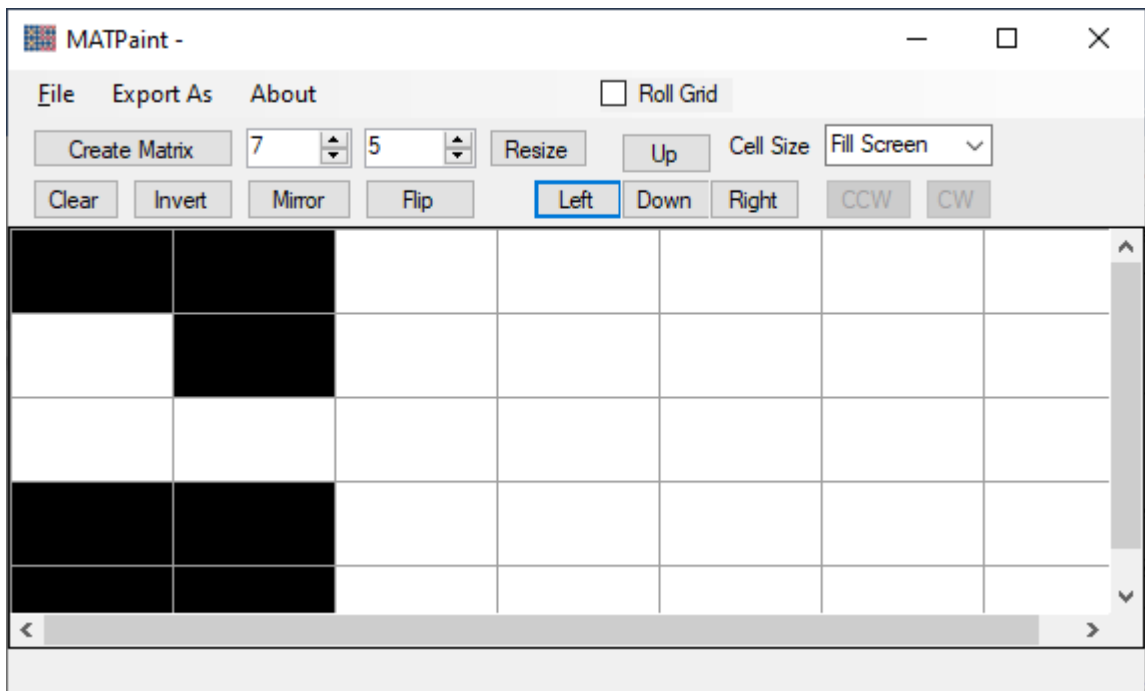 MATPaint -
File Export As About Roll Grid
Create Matrix 7 5 Resize Up Cell Size Fill Screen
Clear Invert Mirror Flip Left Down Right CCW CW